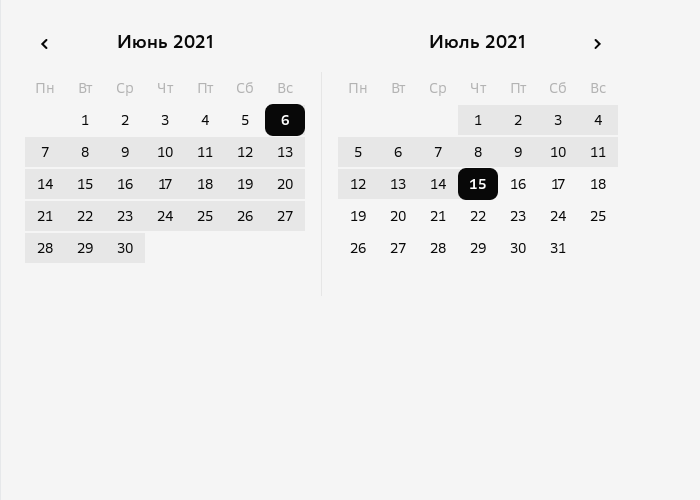 Июнь 2021
Пн Вт Ср Чт Пт Сб Вс
1 2 3 4 5 6
7 8 9 10 11 12 13
14 15 16 17 18 19 20
21 22 23 24 25 26 27
28 29 30
Июль 2021
Пн Вт Ср Чт Пт Сб Вс
1 2 3 4
5 6 7 8 9 10 11
12 13 14 15 16 17 18
19 20 21 22 23 24 25
26 27 28 29 30 31